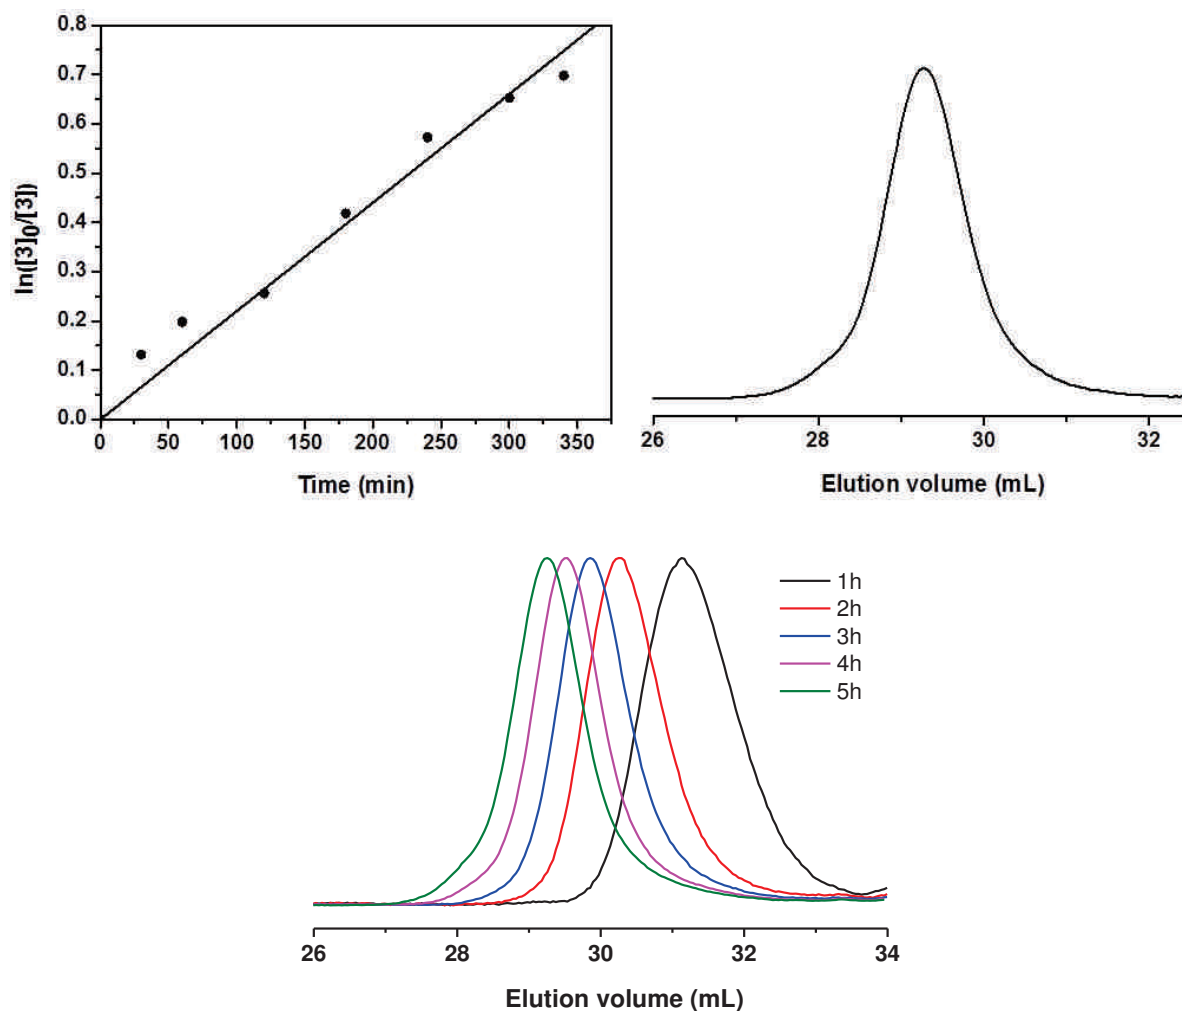 0.8
0.7
0.6
0.5
0.4
0.3
0.2
0.1
0.0
ln([3]0/[3])
0 50 100 150 200 250 300 350
Time (min)
26 28 30 32
Elution volume (mL)
1h
2h
3h
4h
5h
26 28 30 32 34
Elution volume (mL)